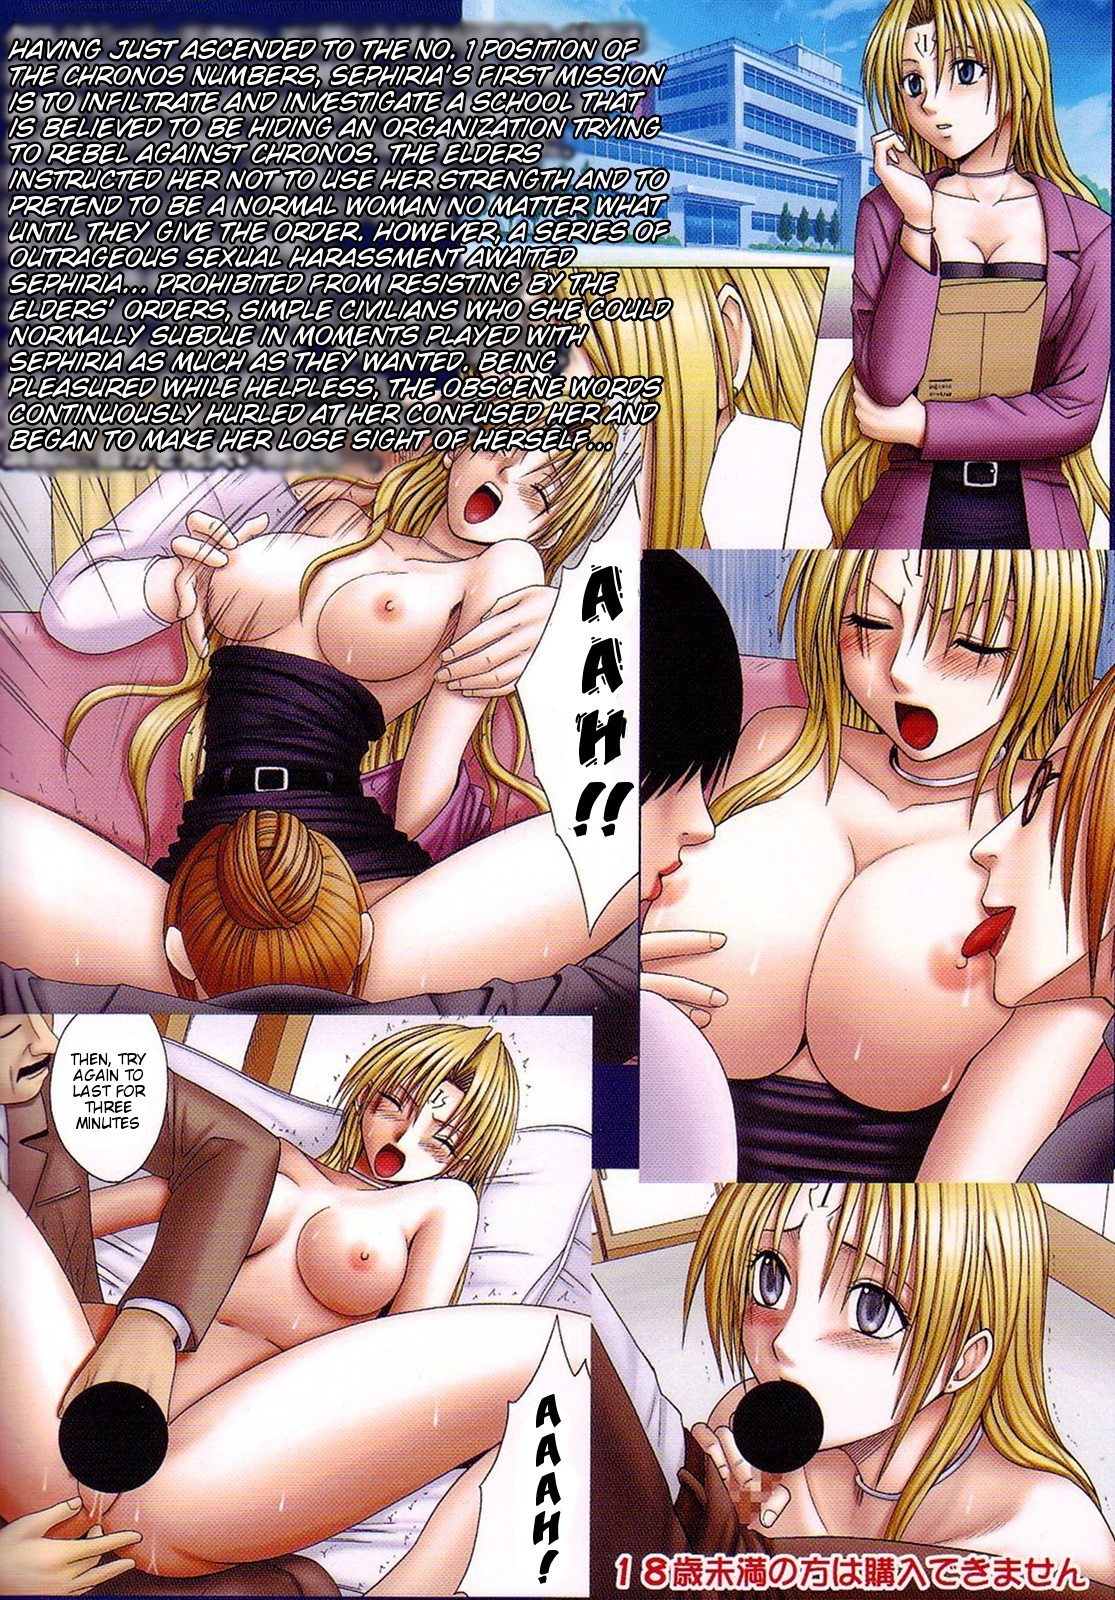 HAVING JUST ASCENDED TO THE NO. 1 POSITION OF
THE CHRONOS NUMBERS, SEPHIRIA'S FIRST MISSION
IS TO INFILTRATE AND INVESTIGATE A SCHOOL THAT
IS BELIEVED TO BE HIDING AN ORGANIZATION TRYING
TO REBEL AGAINST CHRONOS. THE ELDERS
INSTRUCTED HER NOT TO USE HER STRENGTH AND TO
PRETEND TO BE A NORMAL WOMAN NO MATTER WHAT
UNTIL THEY GIVE THE ORDER. HOWEVER, A SERIES OF
OUTRAGEOUS SEXUAL HARASSMENT AWAITED
SEPHIRIA... PROHIBITED FROM RESISTING BY THE
ELDERS' ORDERS, SIMPLE CIVILIANS WHO SHE COULD
NORMALLY SUBDUE IN MOMENTS PLAYED WITH
SEPHIRIA AS MUCH AS THEY WANTED. BEING
PLEASURED WHILE HELPLESS, THE OBSCENE WORDS
CONTINUOUSLY HURLED AT HER CONFUSED HER AND
BEGAN TO MAKE HER LOSE SIGHT OF HERSELF...
AAH!!
THEN, TRY
AGAIN TO
LAST FOR
THREE
MINUTES
AAAH!
18歳未満の方は購入できません